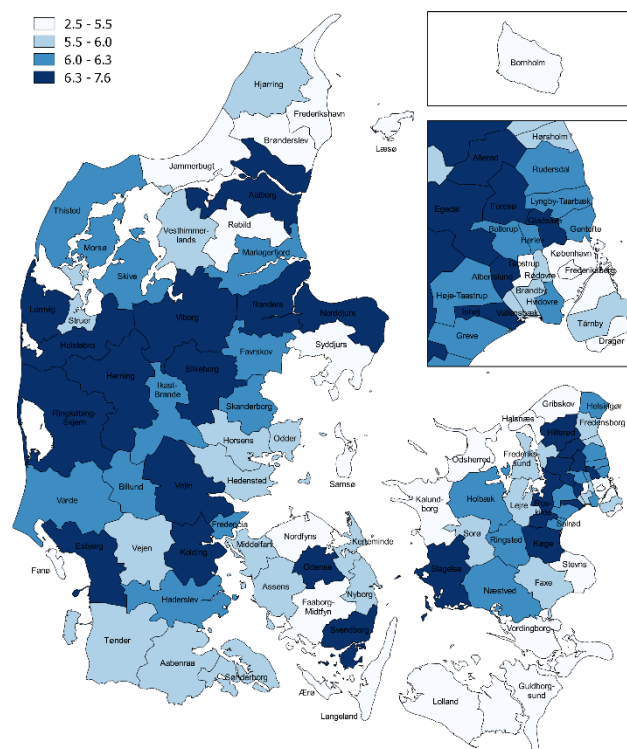 2.5 - 5.5
5.5 - 6.0
6.0 - 6.3
6.3 - 7.6
Bornholm
Hjørring
Frederikshavn
Brønderslev
Læsø
Jammerbugt
Aalborg
Thisted
Vesthimmer-
lands
Rebild
Morsø
Mariagerfjord
Skive
Lemvig
Struer
Viborg
Randers
Norddjurs
Holstebro
Favrskov
Syddjurs
Herning
Silkeborg
Ikast-
Brande
Skanderborg
Ringkøbing-
Skjern
Horsens
Odder
Samsø
Hedensted
Varde
Billund
Vejle
Fredericia
Esbjerg
Vejen
Kolding
Fanø
Middelfart
Nordfyns
Kerteminde
Odense
Haderslev
Assens
Nyborg
Faaborg-
Midtfyn
Svendborg
Tønder
Aabenraa
Sønderborg
Ærø
Langeland
Hørsholm
Allerød
Rudersdal
Egedal
Furesø
Lyngby-Taarbæk
Gladsaxe
Ballerup
Gentofte
Herlev
København
Glostrup
Rødovre
Frederiksberg
Albertslund
Brøndby
Høje-Taastrup
Hvidovre
Ishøj
Vallensbæk
Tårnby
Greve
Dragør
Gribskov
Helsingør
Halsnæs
Fredensborg
Hillerød
Odsherred
Frederiks-
sund
Kalund-
borg
Holbæk
Lejre
Solrød
Sorø
Ringsted
Køge
Stevns
Slagelse
Næstved
Faxe
Vordingborg
Lolland
Guldborg-
sund